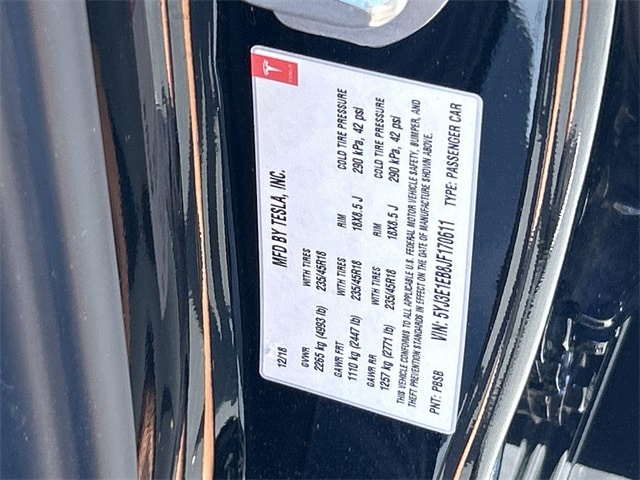 TESLA
12/18 MFD BY TESLA, INC.
GVWR WITH TIRES RIM COLD TIRE PRESSURE
2265 kg (4993 lb) 235/45R18 18X8.5 J 290 kPa, 42 psi
GAWR FRT WITH TIRES RIM COLD TIRE PRESSURE
1110 kg (2447 lb) 235/45R18 18X8.5 J 290 kPa, 42 psi
GAWR RR
1257 kg (2771 lb) 235/45R18
THIS VEHICLE CONFORMS TO ALL APPLICABLE U.S. FEDERAL MOTOR VEHICLE SAFETY, BUMPER, AND
THEFT PREVENTION STANDARDS IN EFFECT ON THE DATE OF MANUFACTURE SHOWN ABOVE.
PNT: PBSB VIN: 5YJ3E1EB8JF170611 TYPE: PASSENGER CAR